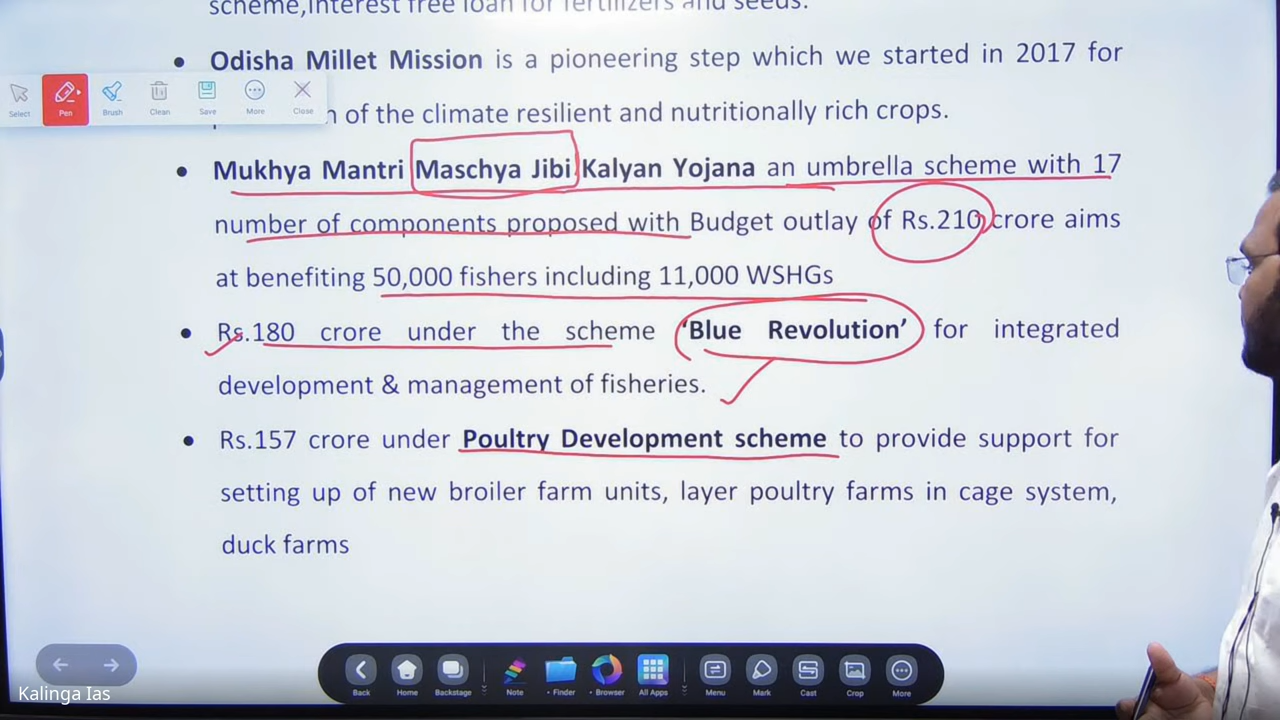 scheme,interest free loan for fertilizers and seeds.
• Odisha Millet Mission is a pioneering step which we started in 2017 for
of the climate resilient and nutritionally rich crops.
Select Pen Brush Clean Save More Close
• Mukhya Mantri Maschya Jibi Kalyan Yojana an umbrella scheme with 17
number of components proposed with Budget outlay of Rs.210 crore aims
at benefiting 50,000 fishers including 11,000 WSHGs
• Rs.180 crore under the scheme ‘Blue Revolution’ for integrated
development & management of fisheries.
• Rs.157 crore under Poultry Development scheme to provide support for
setting up of new broiler farm units, layer poultry farms in cage system,
duck farms
Back Home Backstage Note Finder Browser All Apps Menu Mark Cast Crop More
Kalinga Ias